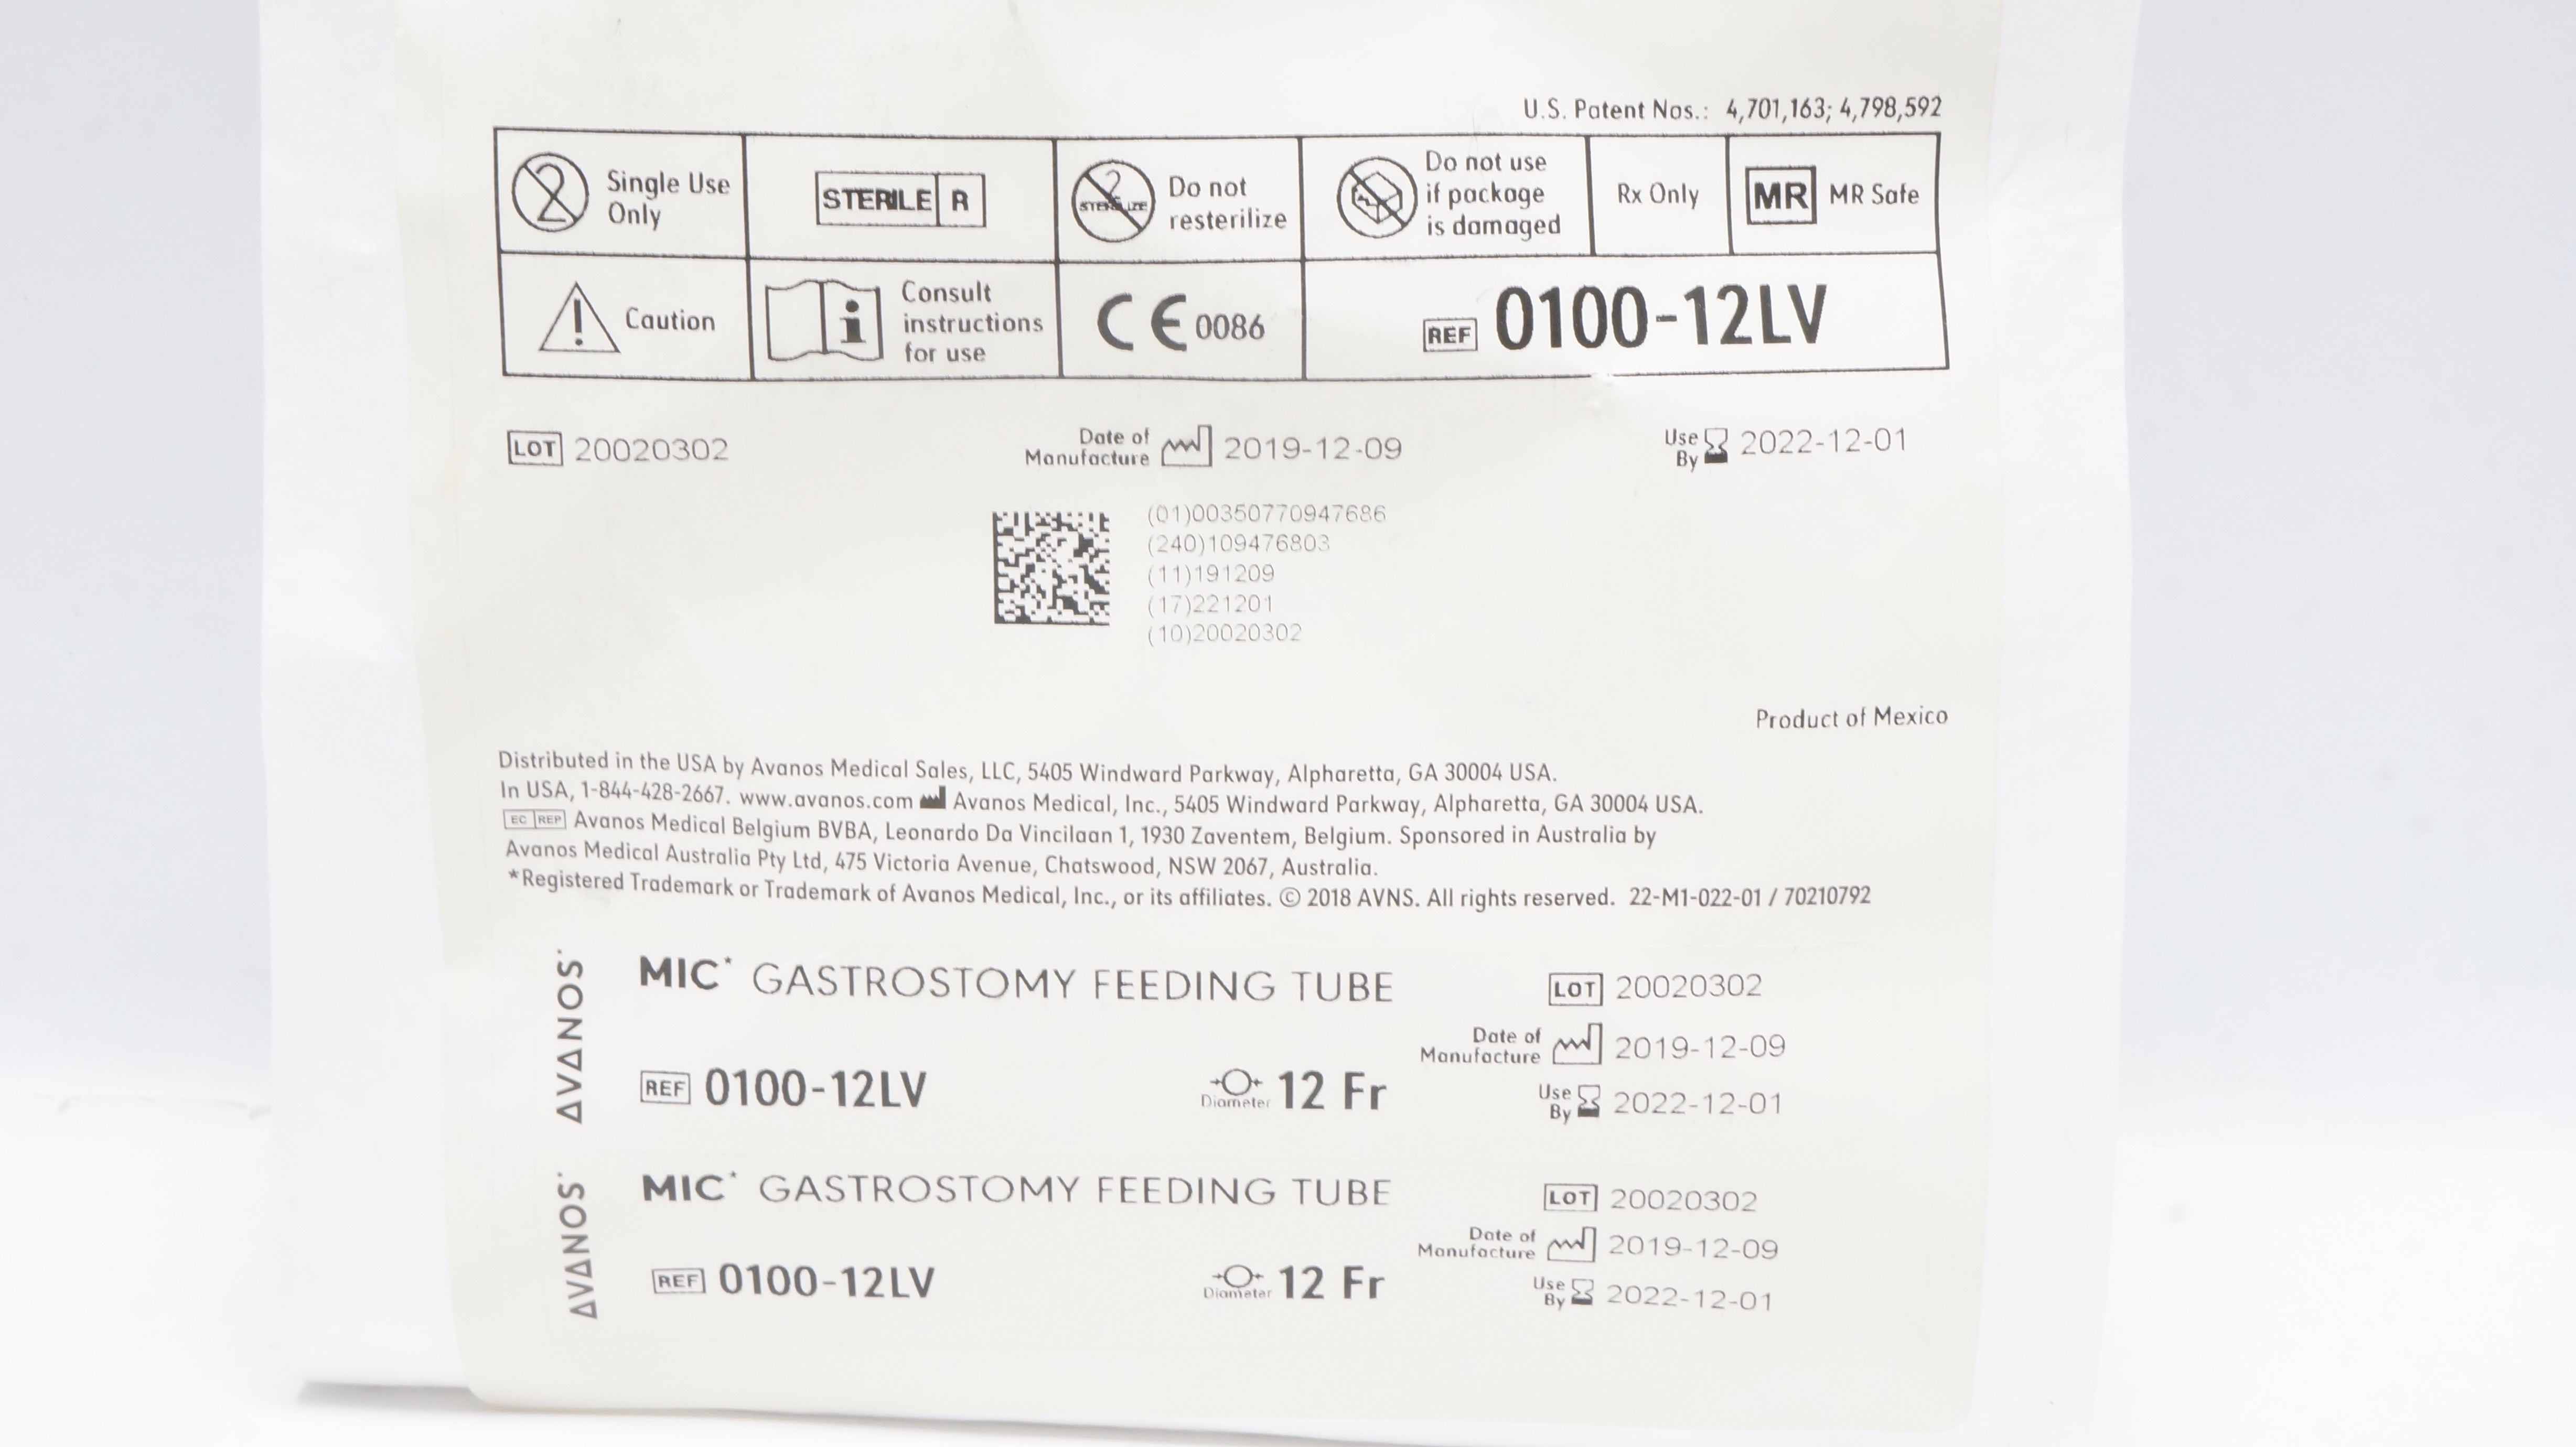 U.S. Patent Nos.: 4,701,163; 4,798,592
2 Single Use Only
STERILE R
2 STERILIZE Do not resterilize
Do not use if package is damaged
Rx Only
MR MR Safe
Caution
i Consult instructions for use
CE 0086
REF 0100-12LV
LOT 20020302
Date of Manufacture 2019-12-09
Use By 2022-12-01
(01)00350770947686
(240)109476803
(11)191209
(17)221201
(10)20020302
Product of Mexico
Distributed in the USA by Avanos Medical Sales, LLC, 5405 Windward Parkway, Alpharetta, GA 30004 USA.
In USA, 1-844-428-2667. www.avanos.com Avanos Medical, Inc., 5405 Windward Parkway, Alpharetta, GA 30004 USA.
EC REP Avanos Medical Belgium BVBA, Leonardo Da Vincilaan 1, 1930 Zaventem, Belgium. Sponsored in Australia by
Avanos Medical Australia Pty Ltd, 475 Victoria Avenue, Chatswood, NSW 2067, Australia.
*Registered Trademark or Trademark of Avanos Medical, Inc., or its affiliates. © 2018 AVNS. All rights reserved. 22-M1-022-01 / 70210792
AVANOS
MIC* GASTROSTOMY FEEDING TUBE
REF 0100-12LV
Diameter 12 Fr
LOT 20020302
Date of Manufacture 2019-12-09
Use By 2022-12-01
AVANOS
MIC* GASTROSTOMY FEEDING TUBE
REF 0100-12LV
Diameter 12 Fr
LOT 20020302
Date of Manufacture 2019-12-09
Use By 2022-12-01